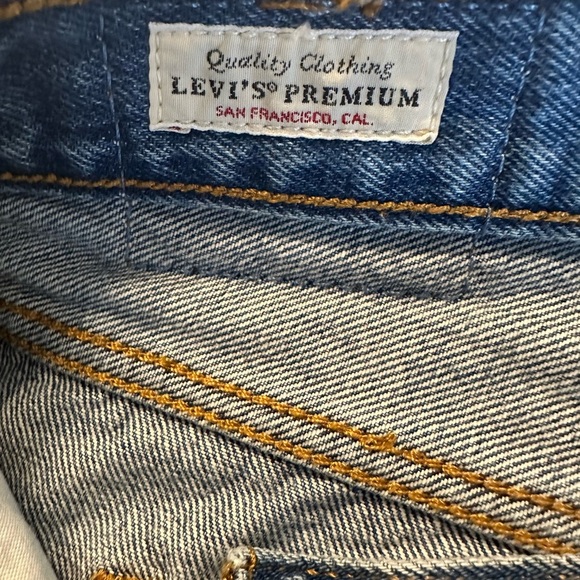 Quality Clothing
LEVI'S® PREMIUM
SAN FRANCISCO, CAL.